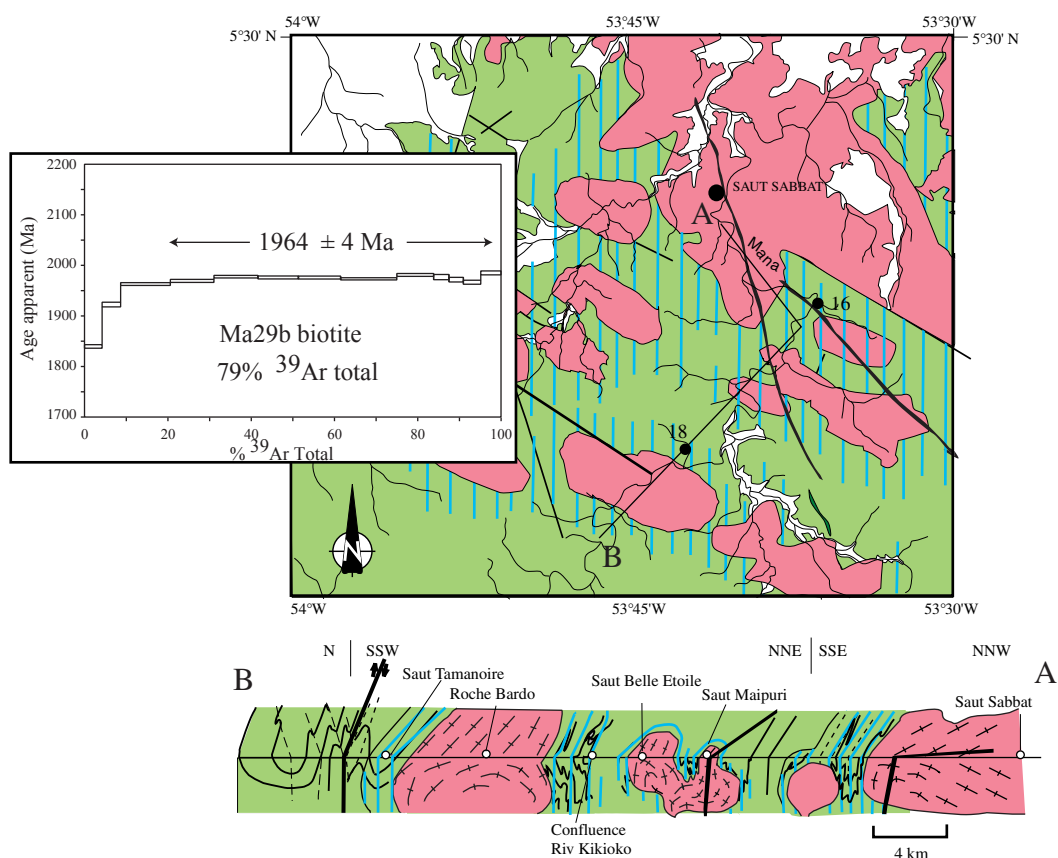 54° 53°45'W 53°30'W
5°30' N 5°30' N
2200
2100
2000
1900
1800
1700
Age apparent (Ma)
1964 ± 4 Ma
Ma29b biotite
79% 39Ar total
0 20 40 60 80 100
% 39Ar Total
SAUT SABBAT
A
Mana
16
18
B
N
54°W 53°45'W 53°30'W
N SSW NNE SSE NNW
B A
Saut Tamanoire
Roche Bardo
Saut Belle Etoile
Saut Maipuri
Saut Sabbat
Confluence
Riv Kikioko
4 km